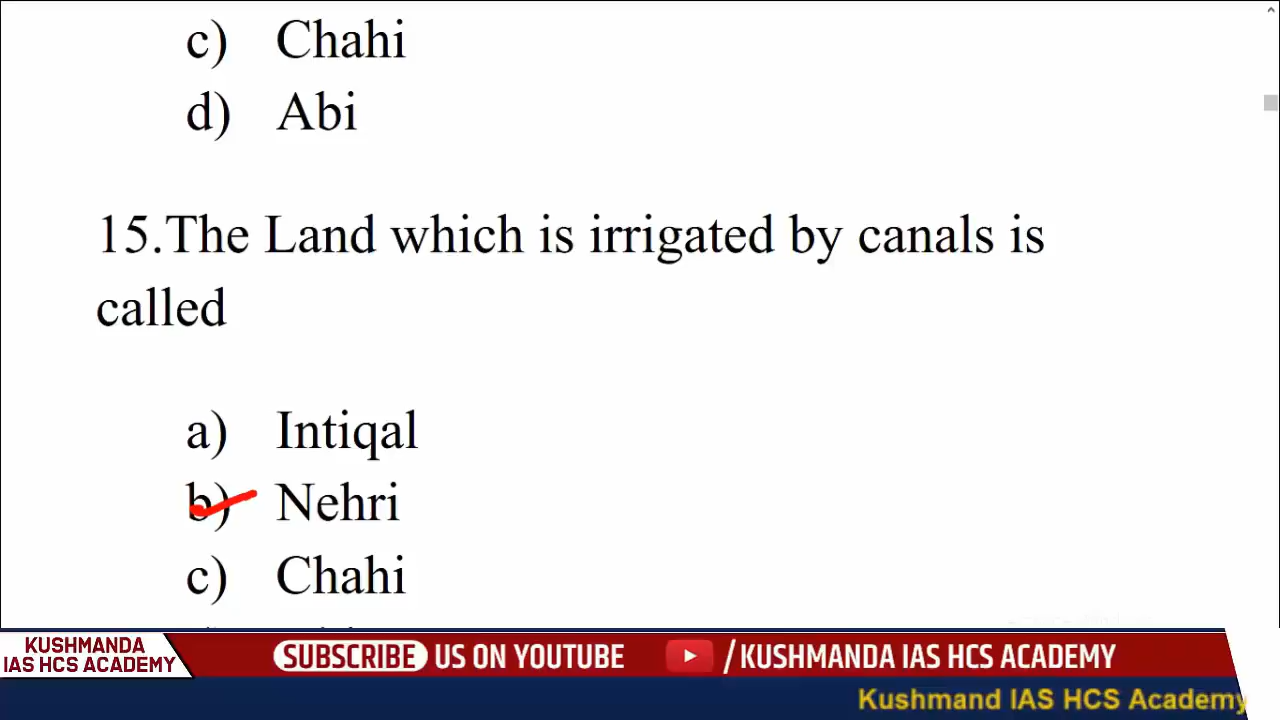 c) Chahi
d) Abi
15.The Land which is irrigated by canals is
called
a) Intiqal
b) Nehri
c) Chahi
KUSHMANDA
IAS HCS ACADEMY
SUBSCRIBE US ON YOUTUBE
/KUSHMANDA IAS HCS ACADEMY
Kushmand IAS HCS Academy